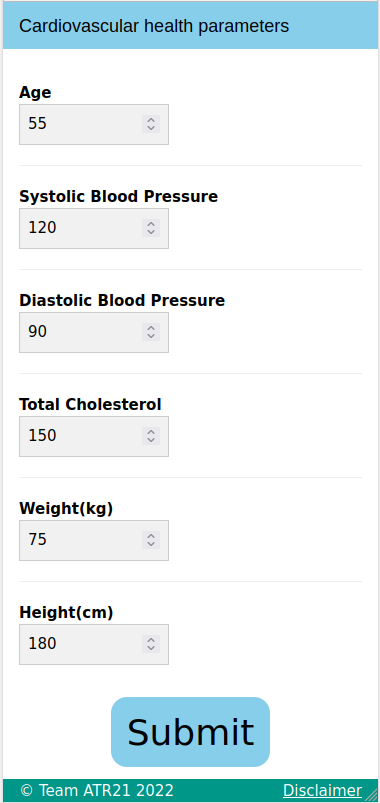 Cardiovascular health parameters
Age
55
Systolic Blood Pressure
120
Diastolic Blood Pressure
90
Total Cholesterol
150
Weight(kg)
75
Height(cm)
180
Submit
© Team ATR21 2022 Disclaimer